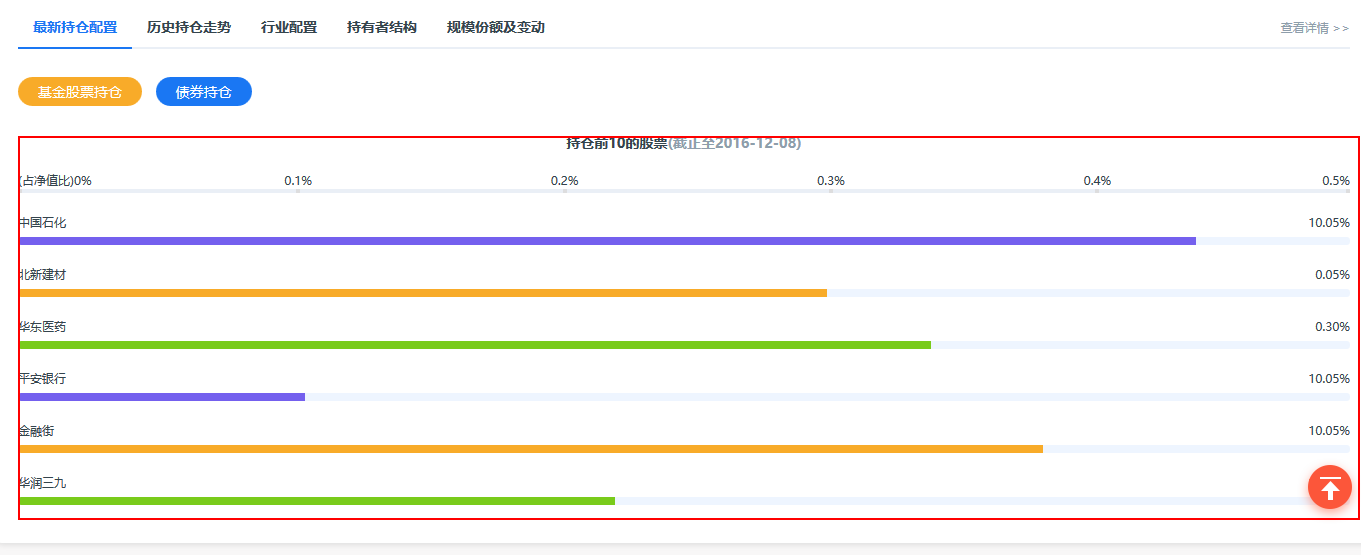 最新持仓配置 历史持仓走势 行业配置 持有者结构 规模份额及变动 查看详情 >>
基金股票持仓 债券持仓
持仓前10的股票(截止至2016-12-08)
(占净值比)0% 0.1% 0.2% 0.3% 0.4% 0.5%
中国石化 10.05%
北新建材 0.05%
华东医药 0.30%
平安银行 10.05%
金融街 10.05%
华润三九